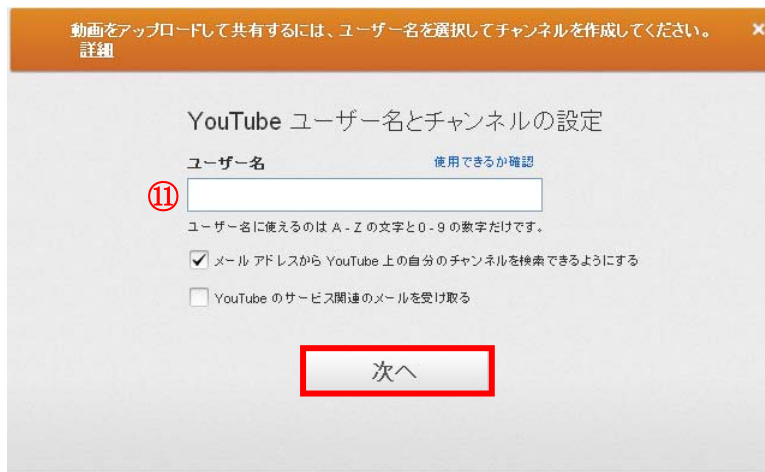 動画をアップロードして共有するには、ユーザー名を選択してチャンネルを作成してください。 ×
詳細
YouTube ユーザー名とチャンネルの設定
ユーザー名 使用できるか確認
⑪
ユーザー名に使えるのは A - Z の文字と 0 - 9 の数字だけです。
メール アドレスから YouTube 上の自分のチャンネルを検索できるようにする
YouTube のサービス関連のメールを受け取る
次へ